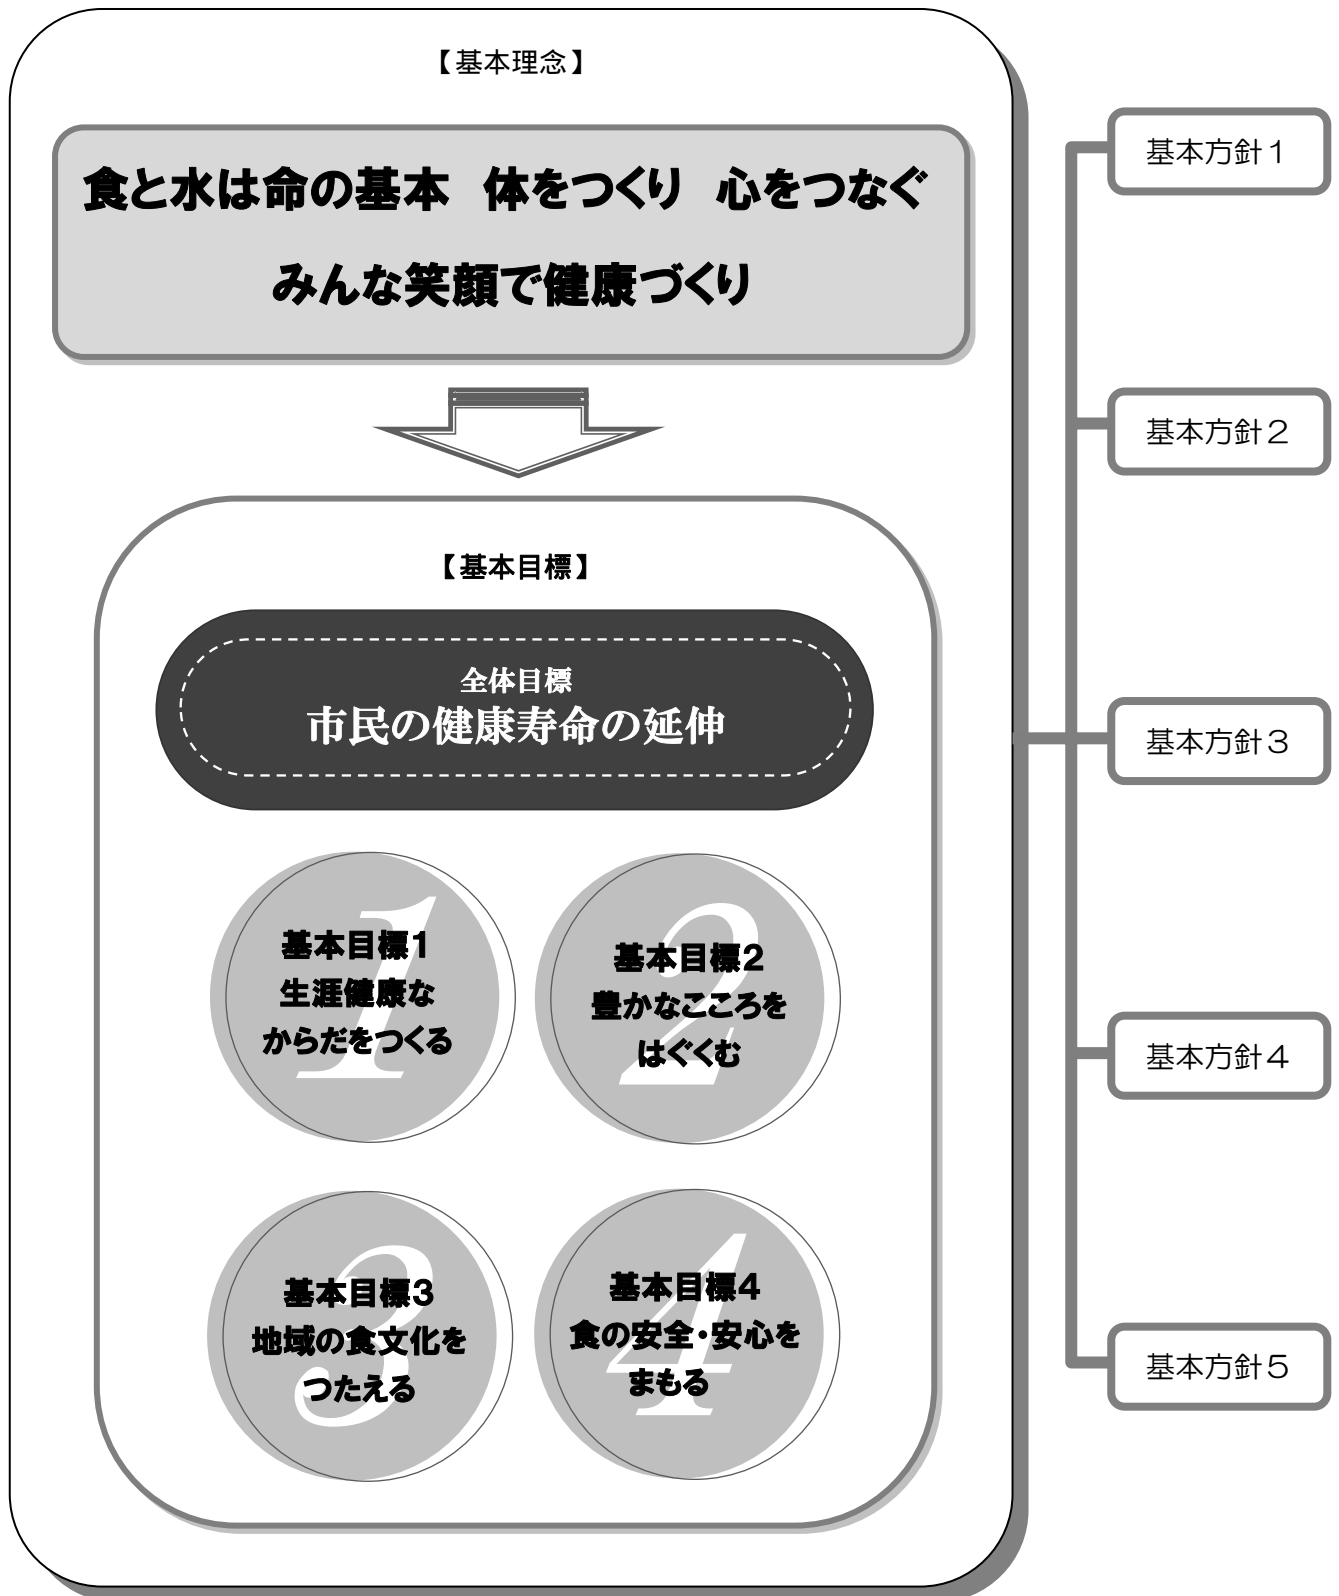 【基本理念】
食と水は命の基本　体をつくり　心をつなぐ
みんな笑顔で健康づくり
【基本目標】
全体目標
市民の健康寿命の延伸
1
基本目標1
生涯健康な
からだをつくる
2
基本目標2
豊かなこころを
はぐくむ
3
基本目標3
地域の食文化を
つたえる
4
基本目標4
食の安全・安心を
まもる
基本方針１
基本方針２
基本方針３
基本方針４
基本方針５